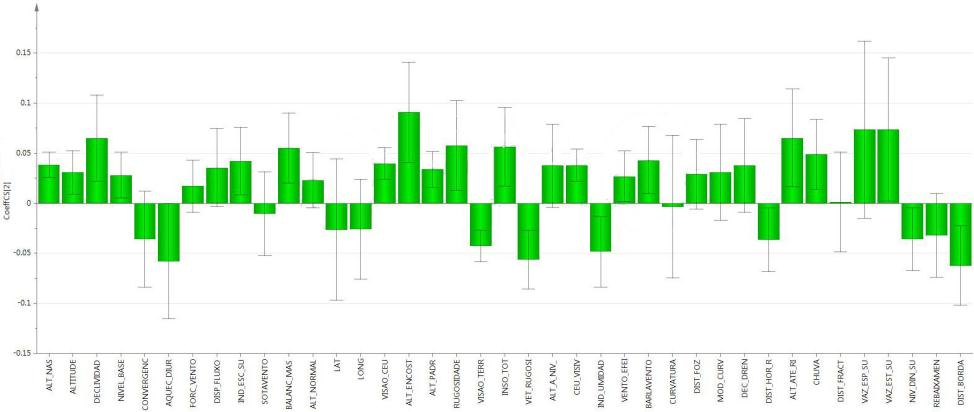 0.15
0.1
0.05
0
-0.05
-0.1
-0.15
CoeffCS[2]
ALT_NAS
ALTITUDE
DECLIVIDAD
NIVEL_BASE
CONVERGENC
AQUEC_DIUR
FORC_VENTO
DISP_FLUXO
IND_ESC_SU
SOTAVENTO
BALANC_MAS
ALT_NORMAL
LAT
LONG
VISAO_CEU
ALT_ENCOST
ALT_PADR
RUGOSIDADE
VISAO_TERR
INSO_TOT
VET_RUGOSI
ALT_A_NIV_
CEU_VISIV
IND_UMIDAD
VENTO_EFEI
BARLAVENTO
CURVATURA
DIST_FOZ
MOD_CURV
DEC_DREN
DIST_HOR_R
ALT_ATE_RI
CHUVA
DIST_FRACT
VAZ_ESP_SU
VAZ_EST_SU
NIV_DIN_SU
REBAIXAMEN
DIST_BORDA